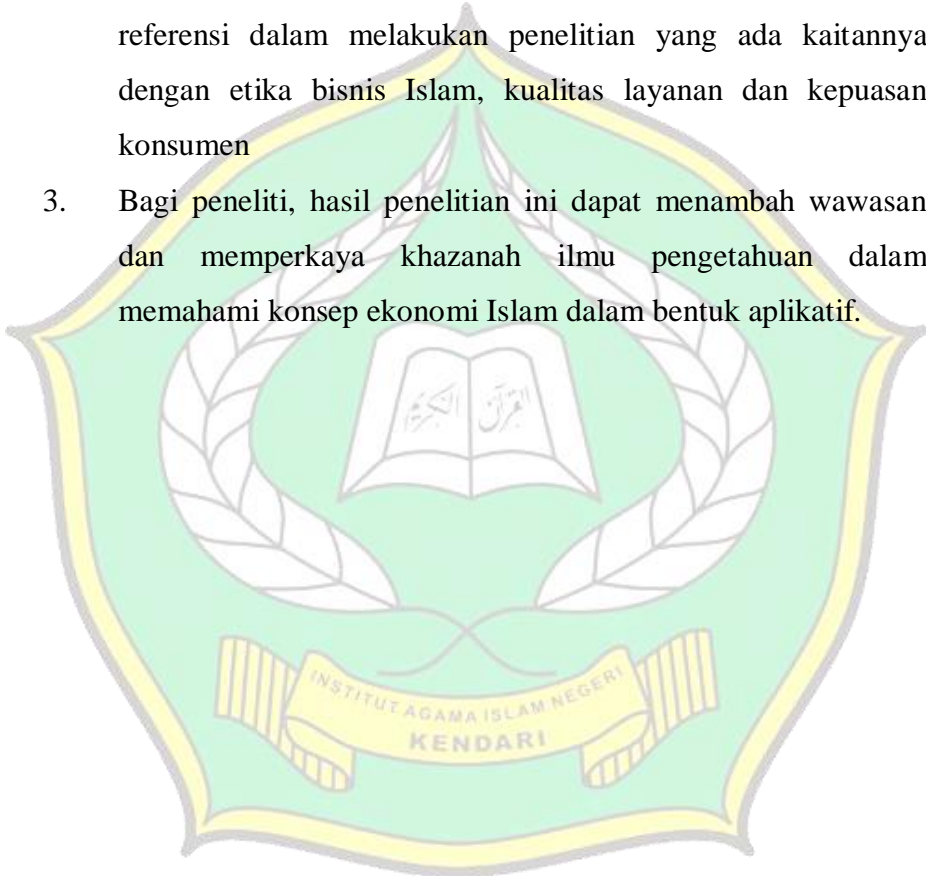 referensi dalam melakukan penelitian yang ada kaitannya
dengan etika bisnis Islam, kualitas layanan dan kepuasan
konsumen
3. Bagi peneliti, hasil penelitian ini dapat menambah wawasan
dan memperkaya khazanah ilmu pengetahuan dalam
memahami konsep ekonomi Islam dalam bentuk aplikatif.
القرآن الكريم
INSTITUT AGAMA ISLAM NEGERI
KENDARI